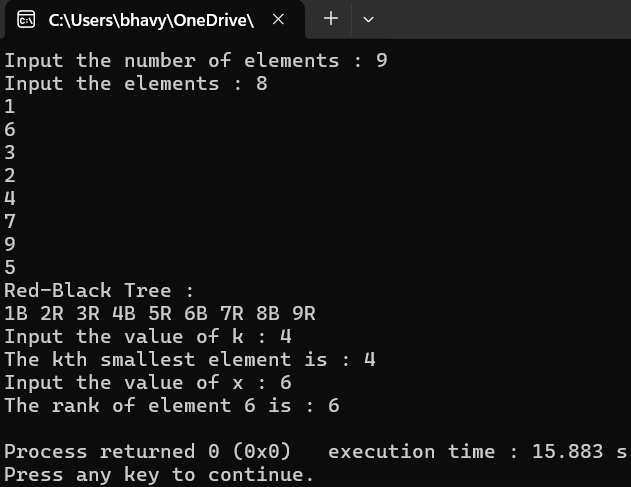 C:\Users\bhavy\OneDrive\
Input the number of elements : 9
Input the elements : 8
1
6
3
2
4
7
9
5
Red-Black Tree :
1B 2R 3R 4B 5R 6B 7R 8B 9R
Input the value of k : 4
The kth smallest element is : 4
Input the value of x : 6
The rank of element 6 is : 6
Process returned 0 (0x0)   execution time : 15.883 s
Press any key to continue.